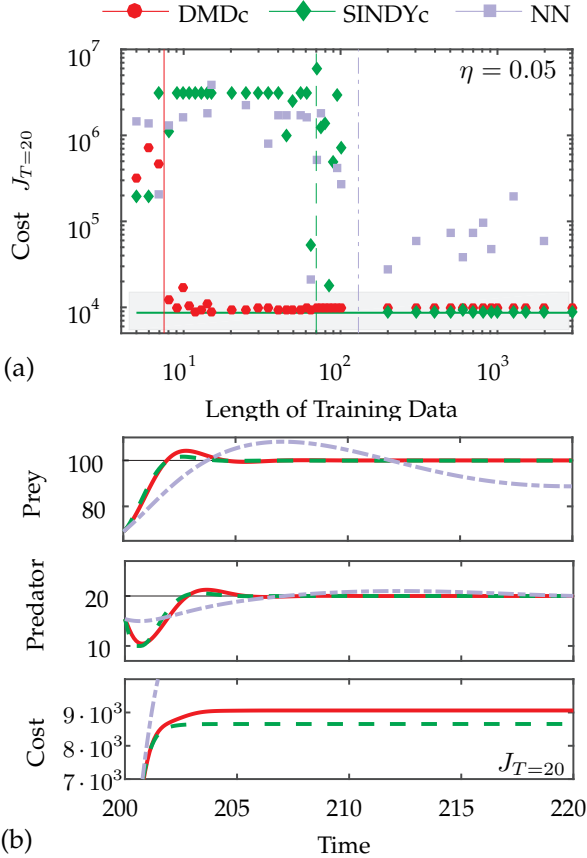 DMDc SINDYc NN
(a)
Cost J_{T=20}
10^7
10^6
10^5
10^4
η = 0.05
10^1 10^2 10^3
Length of Training Data
Prey
100
80
Predator
20
10
Cost
9 · 10^3
8 · 10^3
7 · 10^3
J_{T=20}
200 205 210 215 220
(b)
Time